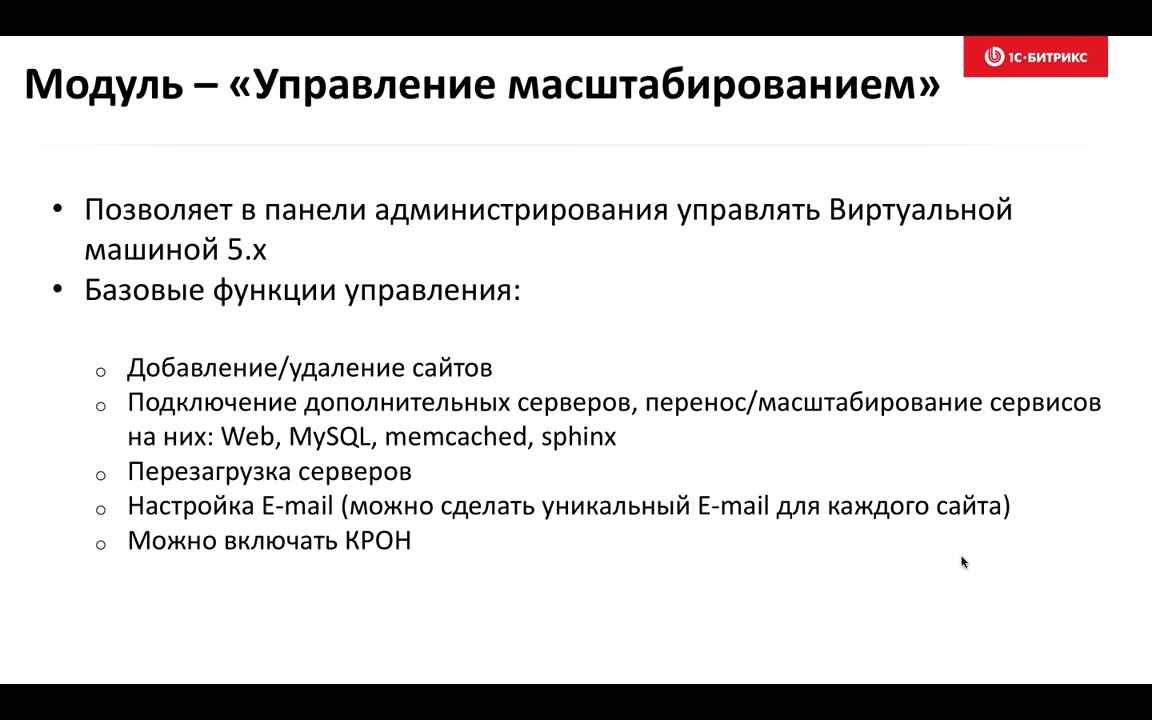 1С·БИТРИКС
Модуль – «Управление масштабированием»
• Позволяет в панели администрирования управлять Виртуальной
машиной 5.x
• Базовые функции управления:
o Добавление/удаление сайтов
o Подключение дополнительных серверов, перенос/масштабирование сервисов
на них: Web, MySQL, memcached, sphinx
o Перезагрузка серверов
o Настройка E-mail (можно сделать уникальный E-mail для каждого сайта)
o Можно включать КРОН